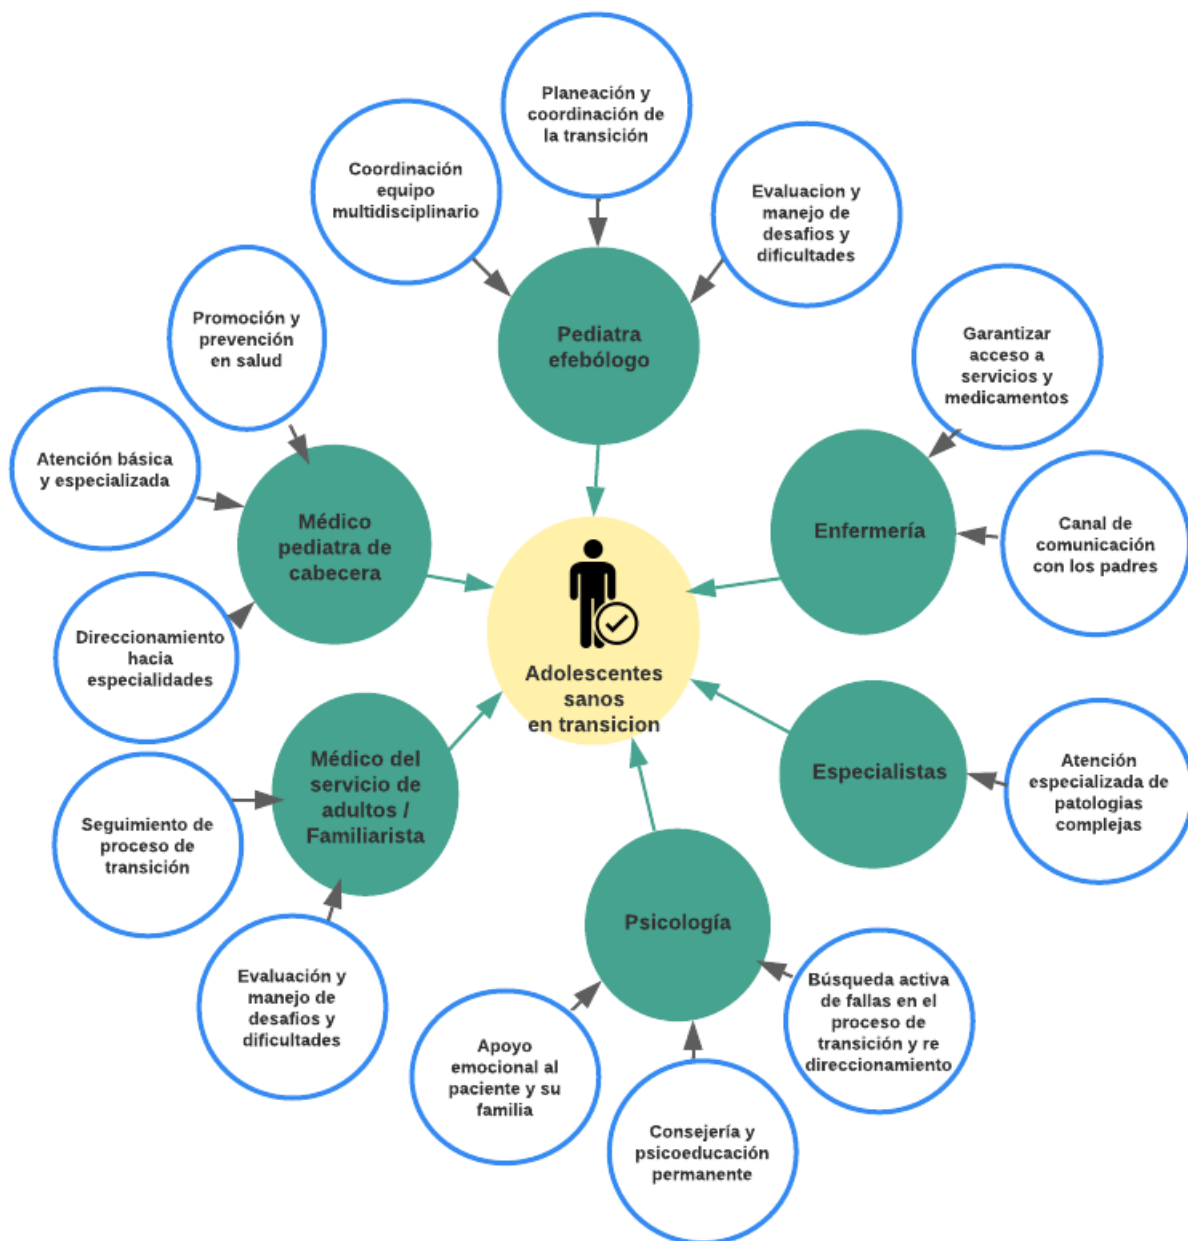 Planeación y
coordinación de
la transición
Coordinación
equipo
multidisciplinario
Evaluacion y
manejo de
desafios y
dificultades
Pediatra
efebólogo
Promoción y
prevención
en salud
Atención básica
y especializada
Direccionamiento
hacia
especialidades
Médico
pediatra de
cabecera
Garantizar
acceso a
servicios y
medicamentos
Canal de
comunicación
con los padres
Enfermería
Adolescentes
sanos
en transicion
Médico del
servicio de
adultos /
Familiarista
Seguimiento de
proceso de
transición
Evaluación y
manejo de
desafios y
dificultades
Especialistas
Atención
especializada de
patologias
complejas
Psicología
Apoyo
emocional al
paciente y su
familia
Consejería y
psicoeducación
permanente
Búsqueda activa
de fallas en el
proceso de
transición y re
direccionamiento